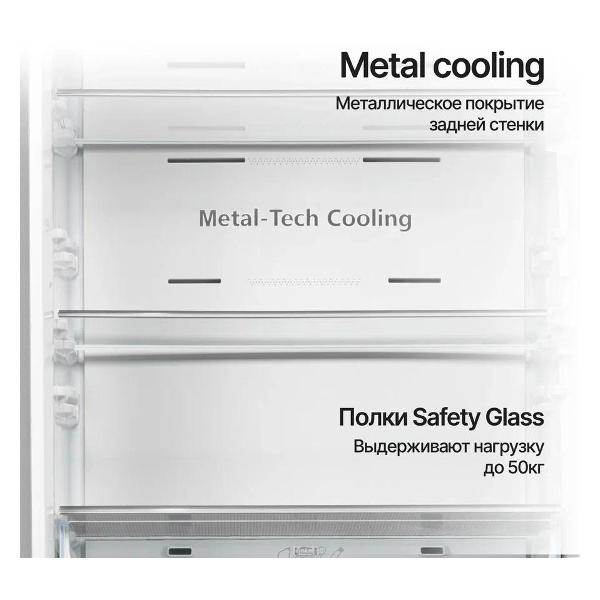 Metal cooling
Металлическое покрытие
задней стенки
Metal-Tech Cooling
Полки Safety Glass
Выдерживают нагрузку
до 50кг